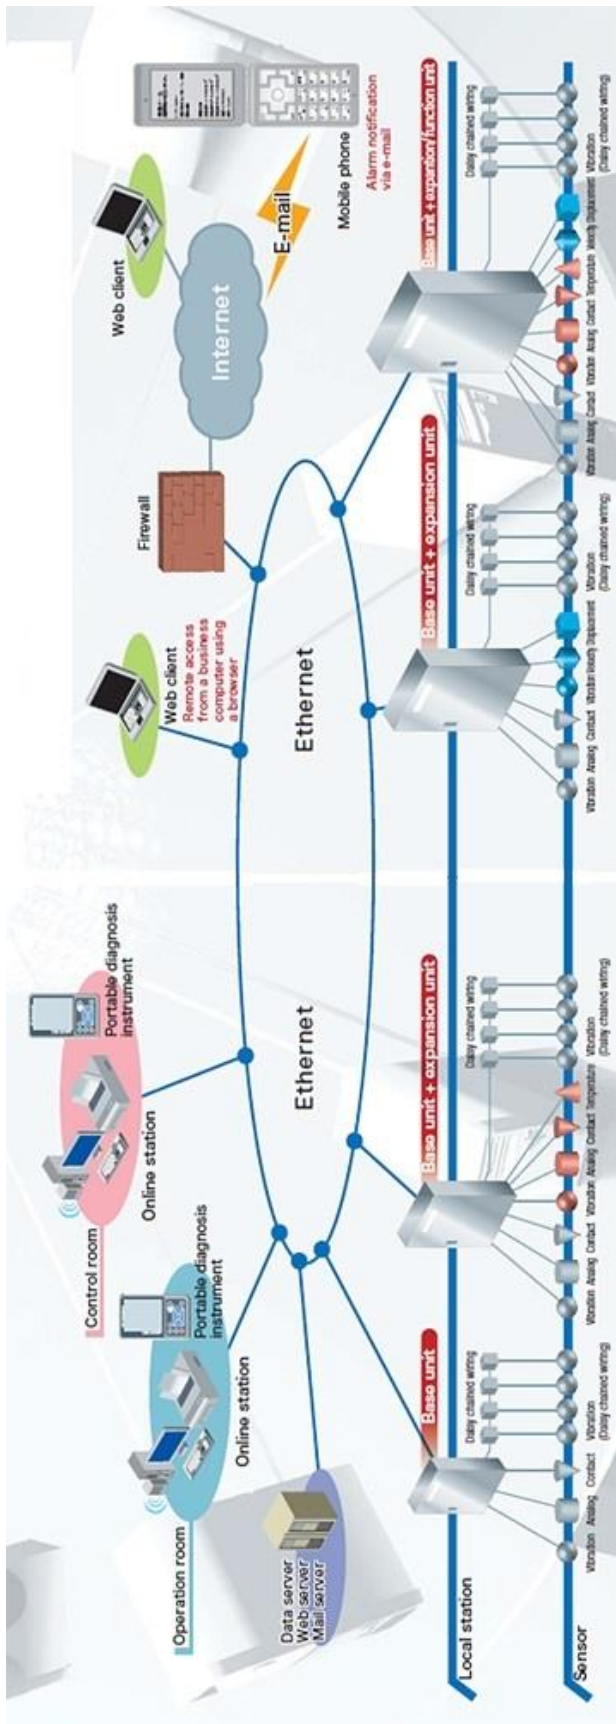 Operation room
Online station
Portable diagnosis
instrument
Control room
Online station
Portable diagnosis
instrument
Web client
Remote access
from a business
computer using
a browser
Firewall
Web client
Internet
E-mail
Mobile phone
Alarm notification
via e-mail
Data server
Web server
Mail server
Ethernet
Ethernet
Local station
Base unit
Base unit + expansion unit
Base unit + expansion unit
Base unit + expantion/function unit
Daisy chained wiring
Daisy chained wiring
Daisy chained wiring
Daisy chained wiring
Sensor
Vibration Analog Contact
Vibration
(Daisy chained wiring)
Vibration Analog Contact Vibration Analog Contact Temperature
Vibration
(Daisy chained wiring)
Vibration Analog Contact Vibration Velocity Displacement
Vibration
(Daisy chained wiring)
Vibration Analog Contact Vibration Analog Contact Temperature Velocity Displacement
Vibration
(Daisy chained wiring)